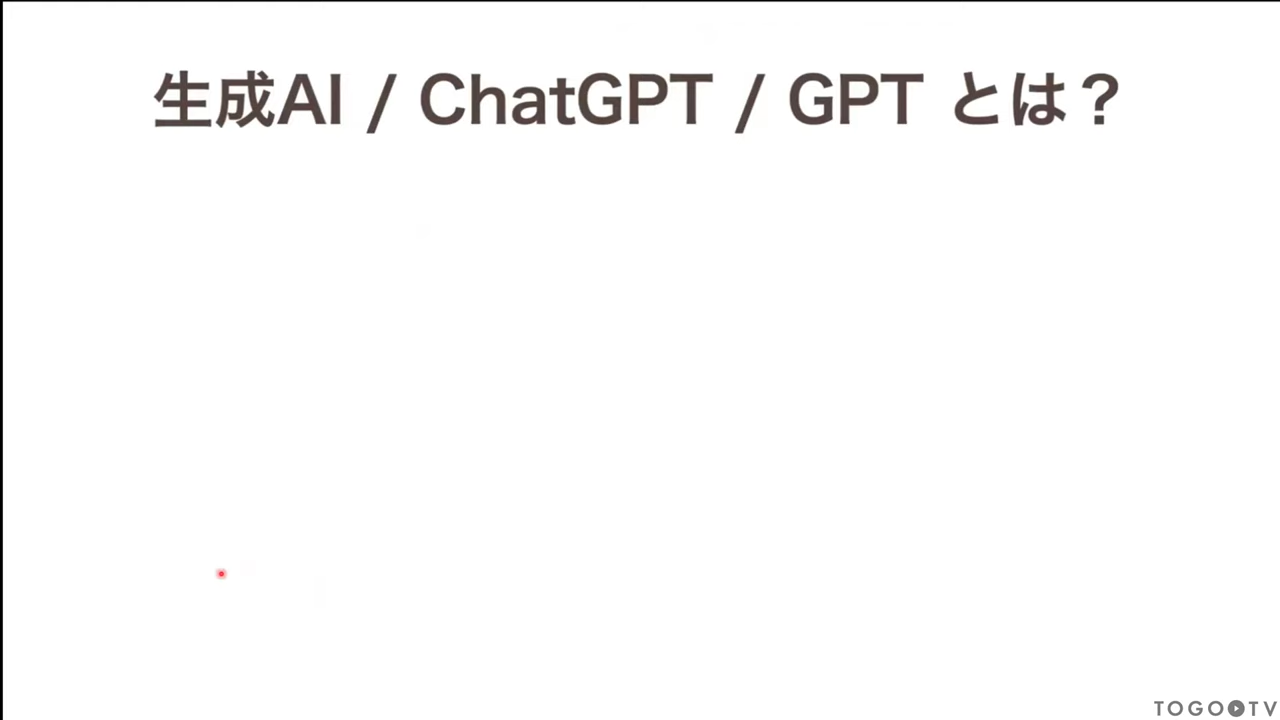 生成AI / ChatGPT / GPT とは？
TOGOTV